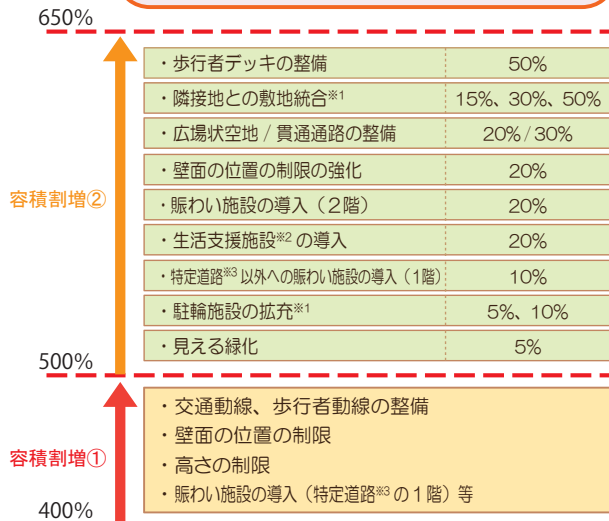 650%
・歩行者デッキの整備 50%
・隣接地との敷地統合※1 15%、30%、50%
・広場状空地 / 貫通通路の整備 20% / 30%
・壁面の位置の制限の強化 20%
容積割増②
・賑わい施設の導入（2階） 20%
・生活支援施設※2 の導入 20%
・特定道路※3 以外への賑わい施設の導入（1階） 10%
・駐輪施設の拡充※1 5%、10%
・見える緑化 5%
500%
・交通動線、歩行者動線の整備
・壁面の位置の制限
容積割増①
・高さの制限
・賑わい施設の導入（特定道路※3 の 1 階）等
400%